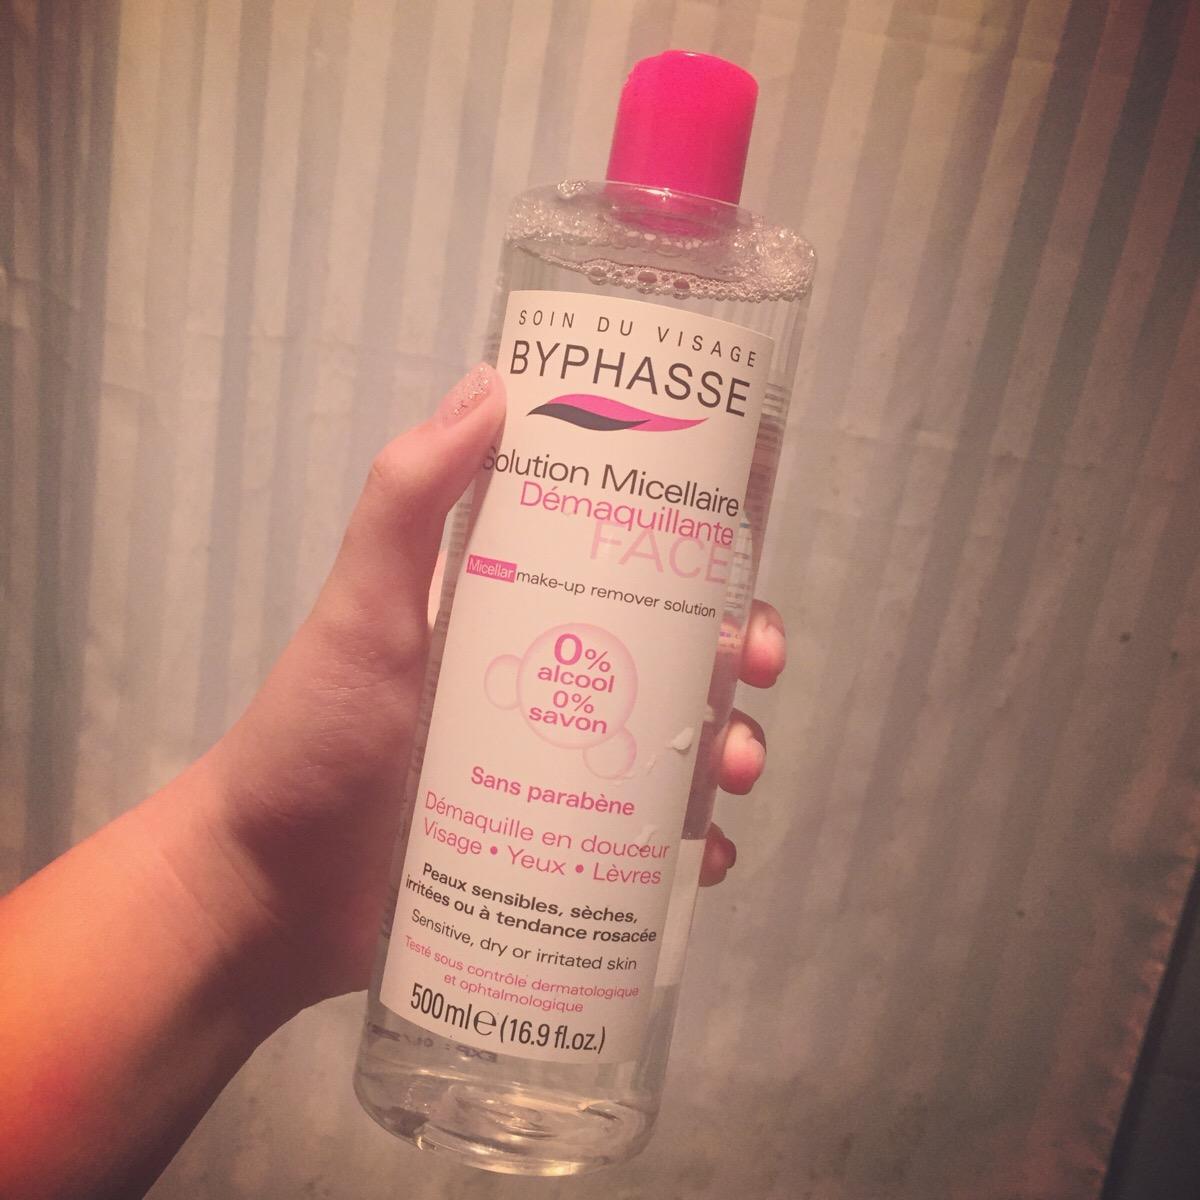 SOIN DU VISAGE
BYPHASSE
Solution Micellaire
Démaquillante
FACE
Micellar make-up remover solution
0%
alcool
0%
savon
Sans parabène
Démaquille en douceur
Visage • Yeux • Lèvres
Peaux sensibles, sèches,
irritées ou à tendance rosacée
Sensitive, dry or irritated skin
Testé sous contrôle dermatologique
et ophtalmologique
500ml℮(16.9 fl.oz.)